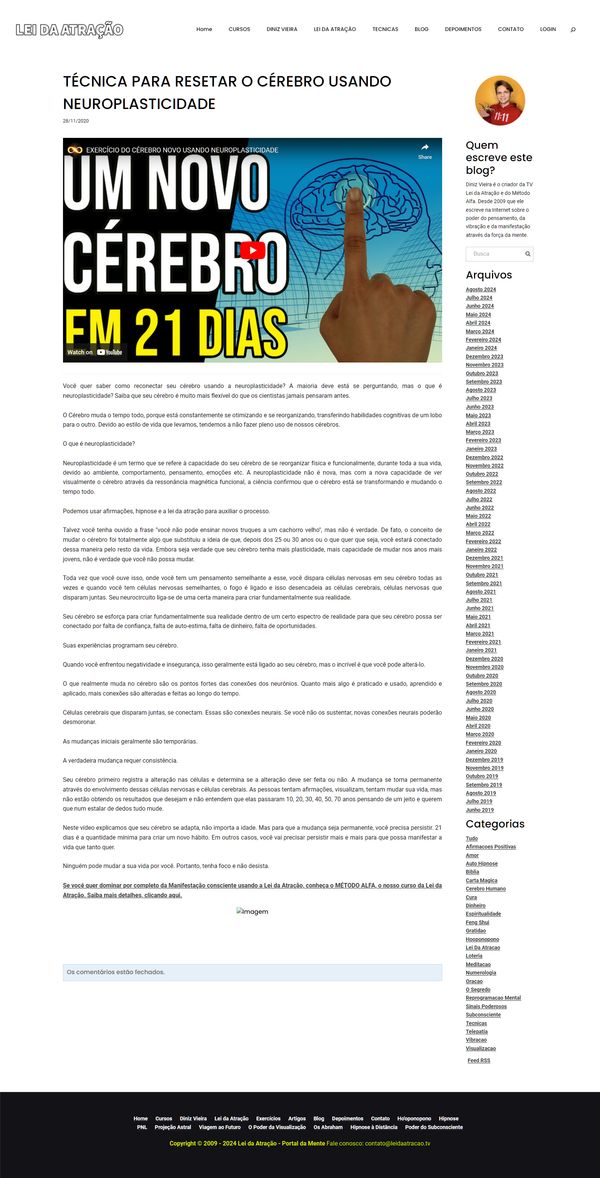 LEI DA ATRAÇÃO
Home CURSOS DINIZ VIEIRA LEI DA ATRAÇÃO TECNICAS BLOG DEPOIMENTOS CONTATO LOGIN
TÉCNICA PARA RESETAR O CÉREBRO USANDO
NEUROPLASTICIDADE
28/11/2020
EXERCÍCIO DO CÉREBRO NOVO USANDO NEUROPLASTICIDADE
Share
UM NOVO
CÉREBRO
EM 21 DIAS
Watch on YouTube
Você quer saber como reconectar seu cérebro usando a neuroplasticidade? A maioria deve está se perguntando, mas o que é
neuroplasticidade? Saiba que seu cérebro é muito mais flexível do que os cientistas jamais pensaram antes.
O Cérebro muda o tempo todo, porque está constantemente se otimizando e se reorganizando, transferindo habilidades cognitivas de um lobo
para o outro. Devido ao estilo de vida que levamos, tendemos a não fazer pleno uso de nossos cérebros.
O que é neuroplasticidade?
Neuroplasticidade é um termo que se refere à capacidade do seu cérebro de se reorganizar física e funcionalmente, durante toda a sua vida,
devido ao ambiente, comportamento, pensamento, emoções etc. A neuroplasticidade não é nova, mas com a nova capacidade de ver
visualmente o cérebro através da ressonância magnética funcional, a ciência confirmou que o cérebro está se transformando e mudando o
tempo todo.
Podemos usar afirmações, hipnose e a lei da atração para auxiliar o processo.
Talvez você tenha ouvido a frase "você não pode ensinar novos truques a um cachorro velho", mas não é verdade. De fato, o conceito de
mudar o cérebro foi totalmente algo que substituiu a ideia de que, depois dos 25 ou 30 anos ou o que quer que seja, você estará conectado
dessa maneira pelo resto da vida. Embora seja verdade que seu cérebro tenha mais plasticidade, mais capacidade de mudar nos anos mais
jovens, não é verdade que você não possa mudar.
Toda vez que você ouve isso, onde você tem um pensamento semelhante a esse, você dispara células nervosas em seu cérebro todas as
vezes e quando você tem células nervosas semelhantes, o fogo é ligado e isso desencadeia as células cerebrais, células nervosas que
disparam juntas. Seu neurocircuito liga-se de uma certa maneira para criar fundamentalmente sua realidade.
Seu cérebro se esforça para criar fundamentalmente sua realidade dentro de um certo espectro de realidade para que seu cérebro possa ser
conectado por falta de confiança, falta de auto-estima, falta de dinheiro, falta de oportunidades.
Suas experiências programam seu cérebro.
Quando você enfrentou negatividade e insegurança, isso geralmente está ligado ao seu cérebro, mas o incrível é que você pode alterá-lo.
O que realmente muda no cérebro são os pontos fortes das conexões dos neurônios. Quanto mais algo é praticado e usado, aprendido e
aplicado, mais conexões são alteradas e feitas ao longo do tempo.
Células cerebrais que disparam juntas, se conectam. Essas são conexões neurais. Se você não os sustentar, novas conexões neurais poderão
desmoronar.
As mudanças iniciais geralmente são temporárias.
A verdadeira mudança requer consistência.
Seu cérebro primeiro registra a alteração nas células e determina se a alteração deve ser feita ou não. A mudança se torna permanente
através do envolvimento dessas células nervosas e células cerebrais. As pessoas tentam afirmações, visualizam, tentam mudar sua vida, mas
não estão obtendo os resultados que desejam e não entendem que elas passaram 10, 20, 30, 40, 50, 70 anos pensando de um jeito e querem
que num estalar de dedos tudo mude.
Neste vídeo explicamos que seu cérebro se adapta, não importa a idade. Mas para que a mudança seja permanente, você precisa persistir. 21
dias é a quantidade mínima para criar um novo hábito. Em outros casos, você vai precisar persistir mais e mais para que possa manifestar a
vida que tanto quer.
Ninguém pode mudar a sua vida por você. Portanto, tenha foco e não desista.
Se você quer dominar por completo da Manifestação consciente usando a Lei da Atração, conheça o MÉTODO ALFA, o nosso curso da Lei da
Atração. Saiba mais detalhes, clicando aqui.
Imagem
Os comentários estão fechados.
11:11
Quem
escreve este
blog?
Diniz Vieira é o criador da TV
Lei da Atração e do Método
Alfa. Desde 2009 que ele
escreve na Internet sobre o
poder do pensamento, da
vibração e da manifestação
através da força da mente.
Busca
Arquivos
Agosto 2024
Julho 2024
Junho 2024
Maio 2024
Abril 2024
Março 2024
Fevereiro 2024
Janeiro 2024
Dezembro 2023
Novembro 2023
Outubro 2023
Setembro 2023
Agosto 2023
Julho 2023
Junho 2023
Maio 2023
Abril 2023
Março 2023
Fevereiro 2023
Janeiro 2023
Dezembro 2022
Novembro 2022
Outubro 2022
Setembro 2022
Agosto 2022
Julho 2022
Junho 2022
Maio 2022
Abril 2022
Março 2022
Fevereiro 2022
Janeiro 2022
Dezembro 2021
Novembro 2021
Outubro 2021
Setembro 2021
Agosto 2021
Julho 2021
Junho 2021
Maio 2021
Abril 2021
Março 2021
Fevereiro 2021
Janeiro 2021
Dezembro 2020
Novembro 2020
Outubro 2020
Setembro 2020
Agosto 2020
Julho 2020
Junho 2020
Maio 2020
Abril 2020
Março 2020
Fevereiro 2020
Janeiro 2020
Dezembro 2019
Novembro 2019
Outubro 2019
Setembro 2019
Agosto 2019
Julho 2019
Junho 2019
Categorias
Tudo
Afirmacoes Positivas
Amor
Auto Hipnose
Biblia
Carta Magica
Cerebro Humano
Cura
Dinheiro
Espiritualidade
Feng Shui
Gratidao
Hooponopono
Lei Da Atracao
Loteria
Meditacao
Numerologia
Oracao
O Segredo
Reprogramacao Mental
Sinais Poderosos
Subconsciente
Tecnicas
Telepatia
Vibracao
Visualizacao
Feed RSS
Home Cursos Diniz Vieira Lei da Atração Exercícios Artigos Blog Depoimentos Contato Ho'oponopono Hipnose
PNL Projeção Astral Viagem ao Futuro O Poder da Visualização Os Abraham Hipnose à Distância Poder do Subconsciente
Copyright © 2009 - 2024 Lei da Atração - Portal da Mente Fale conosco: contato@leidaatracao.tv